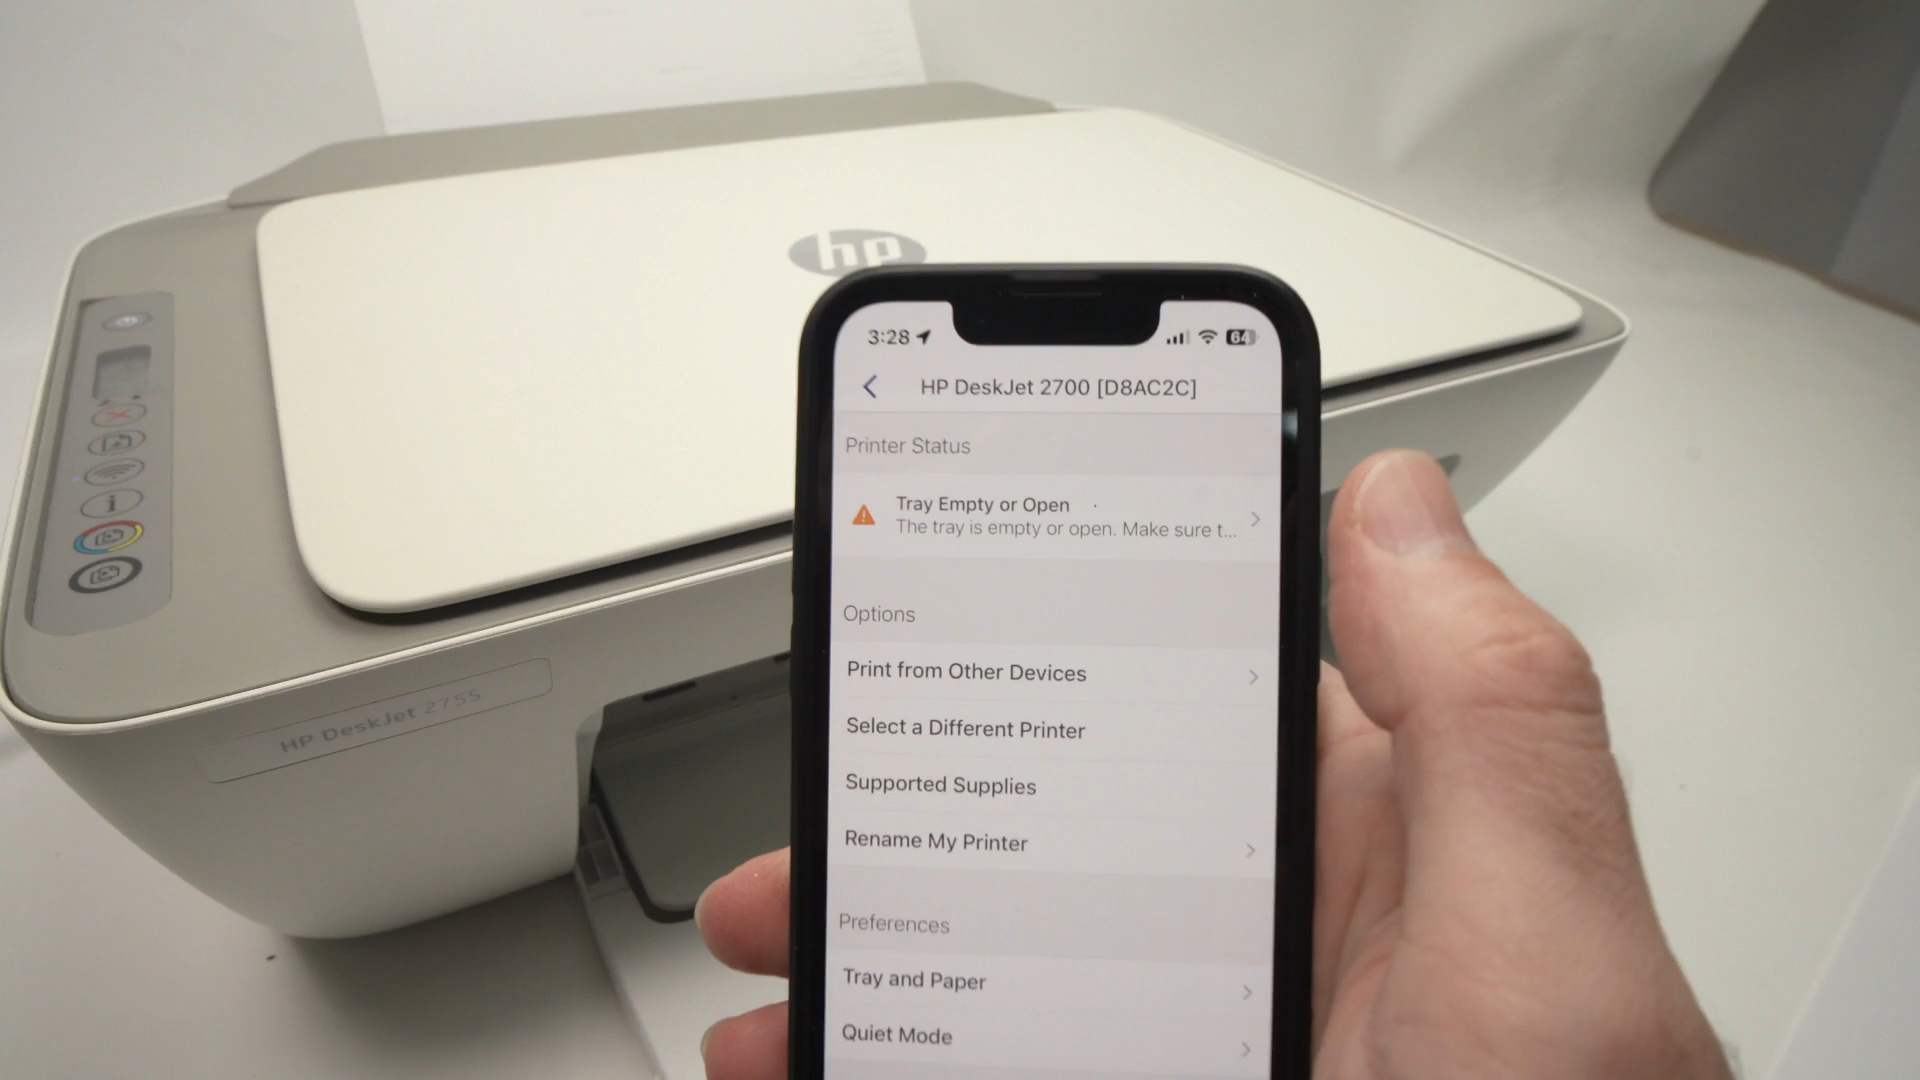 hp
3:28
64
HP DeskJet 2700 [D8AC2C]
Printer Status
Tray Empty or Open
The tray is empty or open. Make sure t...
Options
Print from Other Devices
Select a Different Printer
Supported Supplies
Rename My Printer
Preferences
Tray and Paper
Quiet Mode
i
HP DeskJet 2755